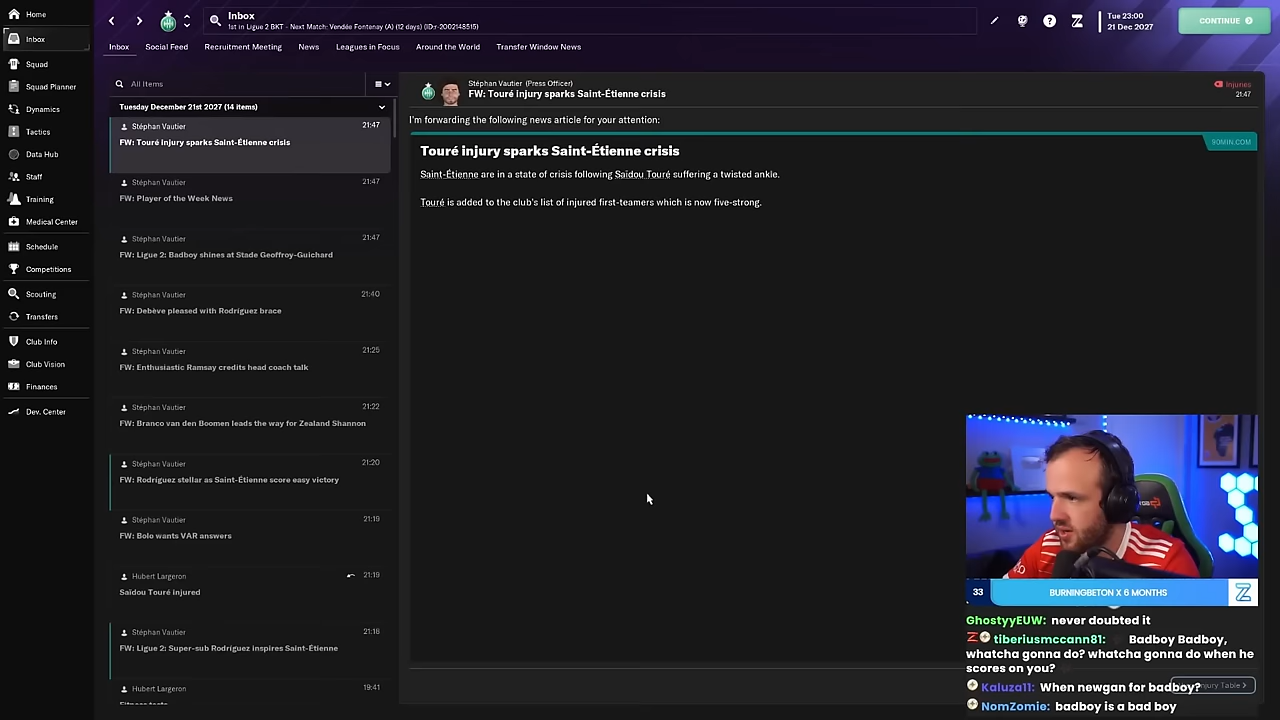 Home
Inbox
Squad
Squad Planner
Dynamics
Tactics
Data Hub
Staff
Training
Medical Center
Schedule
Competitions
Scouting
Transfers
Club Info
Club Vision
Finances
Dev. Center
Inbox
1st in Ligue 2 BKT - Next Match: Vendée Fontenay (A) (12 days) (ID:r-2002148515)
Tue 23:00
21 Dec 2027
CONTINUE
Inbox Social Feed Recruitment Meeting News Leagues in Focus Around the World Transfer Window News
All Items
Tuesday December 21st 2027 (14 items)
Stéphan Vautier 21:47
FW: Touré injury sparks Saint-Étienne crisis
Stéphan Vautier 21:47
FW: Player of the Week News
Stéphan Vautier 21:47
FW: Ligue 2: Badboy shines at Stade Geoffroy-Guichard
Stéphan Vautier 21:40
FW: Debève pleased with Rodríguez brace
Stéphan Vautier 21:25
FW: Enthusiastic Ramsay credits head coach talk
Stéphan Vautier 21:22
FW: Branco van den Boomen leads the way for Zealand Shannon
Stéphan Vautier 21:20
FW: Rodríguez stellar as Saint-Étienne score easy victory
Stéphan Vautier 21:19
FW: Bolo wants VAR answers
Hubert Largeron 21:19
Saïdou Touré injured
Stéphan Vautier 21:16
FW: Ligue 2: Super-sub Rodríguez inspires Saint-Étienne
Hubert Largeron 19:41
Fitness tests
Stéphan Vautier (Press Officer)
FW: Touré injury sparks Saint-Étienne crisis
Injuries
21:47
I'm forwarding the following news article for your attention:
90MIN.COM
Touré injury sparks Saint-Étienne crisis
Saint-Étienne are in a state of crisis following Saïdou Touré suffering a twisted ankle.
Touré is added to the club's list of injured first-teamers which is now five-strong.
33 BURNINGBETON X 6 MONTHS
GhostyyEUW: never doubted it
tiberiusmccann81: Badboy Badboy,
whatcha gonna do? whatcha gonna do when he
scores on you?
Kaluza11: When newgan for badboy?
Injury Table >
NomZomie: badboy is a bad boy